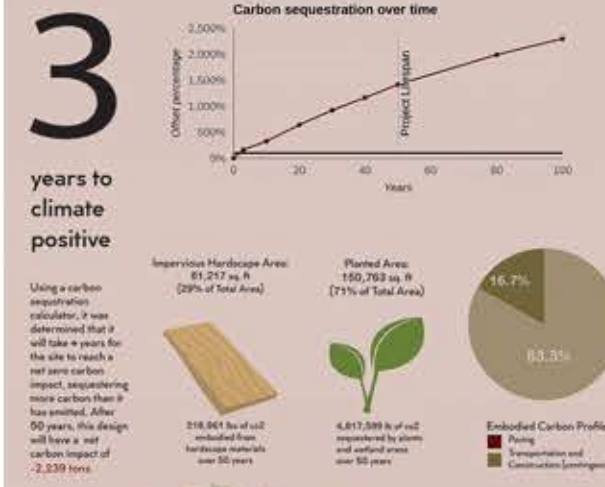 3
years to
climate
positive
Using a carbon
sequestration
calculator, it was
determined that it
will take 4 years for
the site to reach a
net zero carbon
impact, sequestering
more carbon than it
has emitted. After
50 years, this design
will have a net
carbon impact of
-2,239 tons
Carbon sequestration over time
Offset percentage
2,500%
2,000%
1,500%
1,000%
500%
0%
Project Lifespan
0
20
40
60
80
100
Years
Impervious Hardscape Area:
61,217 sq. ft
(29% of Total Area)
embodied from
hardscape materials
over 50 years
Planted Area:
150,763 sq. ft
(71% of Total Area)
sequestered by plants
and wetland areas
over 50 years
16.7%
83.3%
Embodied Carbon Profile
Paving
Transportation and
Construction